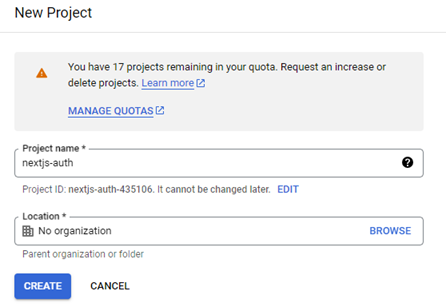 New Project
You have 17 projects remaining in your quota. Request an increase or
delete projects. Learn more
MANAGE QUOTAS
Project name *
nextjs-auth
Project ID: nextjs-auth-435106. It cannot be changed later. EDIT
Location *
No organization BROWSE
Parent organization or folder
CREATE CANCEL